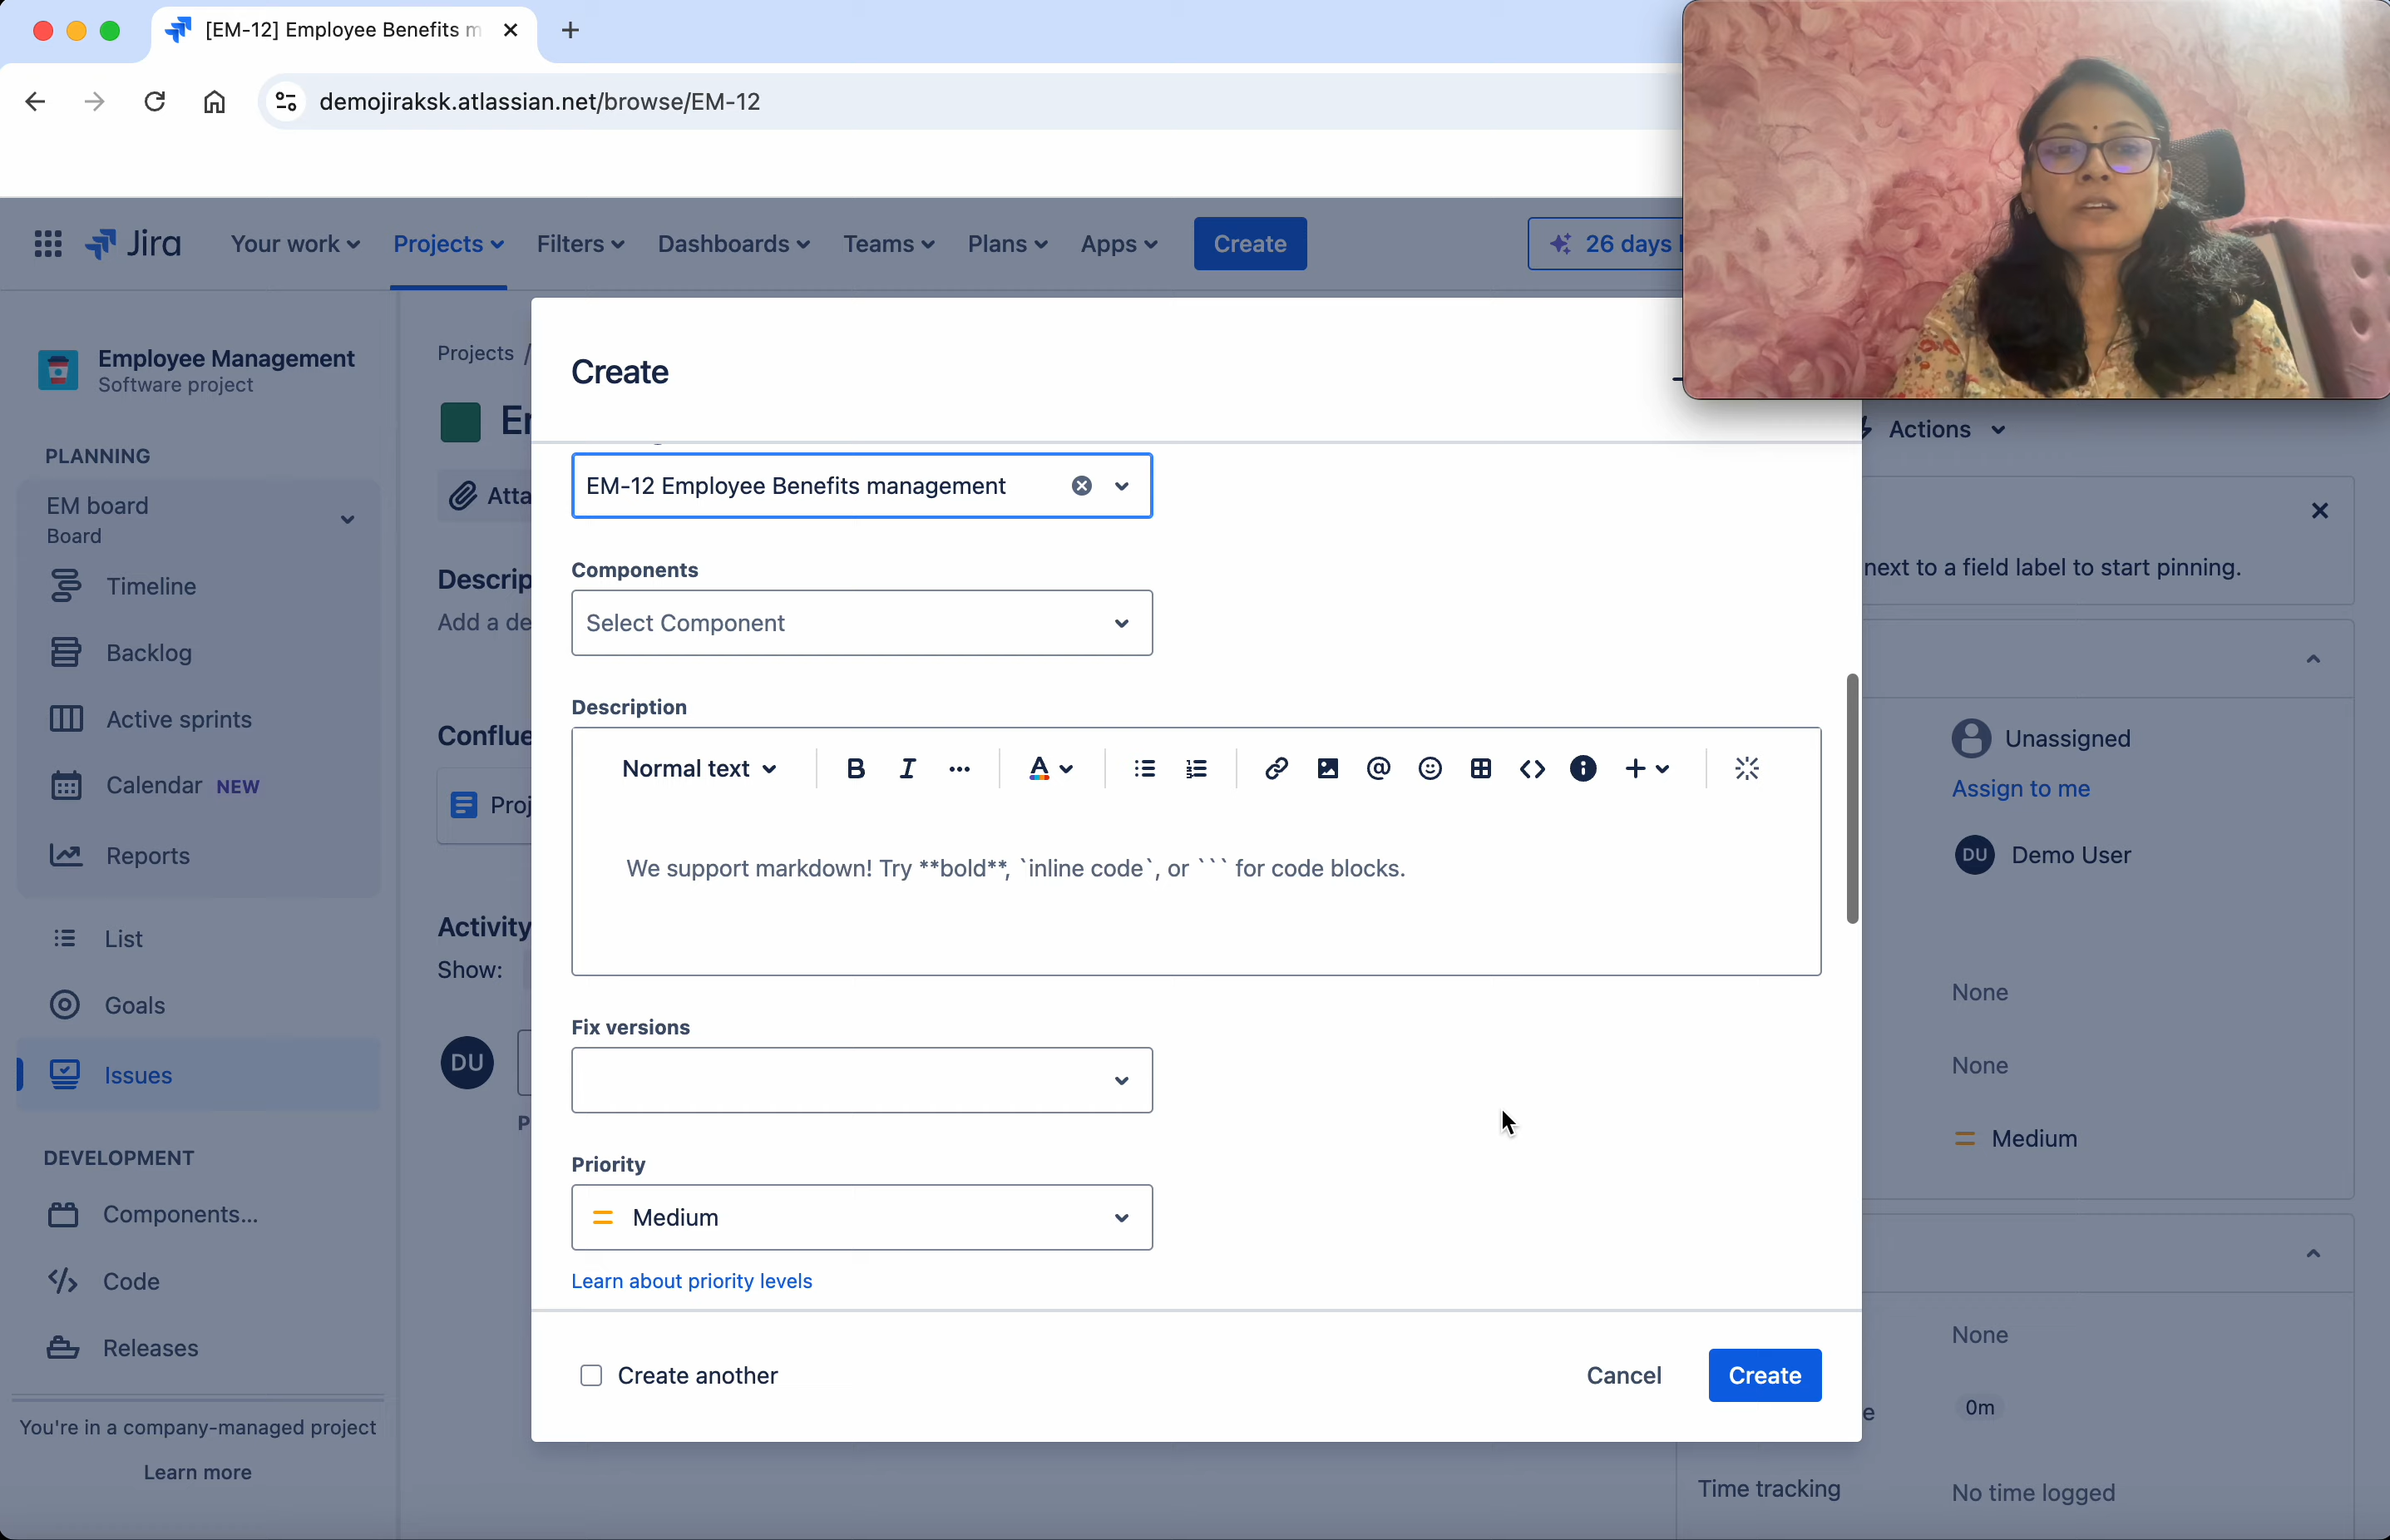 [EM-12] Employee Benefits m
demojiraksk.atlassian.net/browse/EM-12
Jira
Your work
Projects
Filters
Dashboards
Teams
Plans
Apps
Create
26 days
Employee Management
Software project
PLANNING
EM board
Board
Timeline
Backlog
Active sprints
Calendar NEW
Reports
List
Goals
Issues
DEVELOPMENT
Components...
Code
Releases
You're in a company-managed project
Learn more
Projects /
Descrip
Add a de
Activity
Show:
DU
Create
EM-12 Employee Benefits management
Components
Select Component
Description
Normal text
B I ... A
We support markdown! Try **bold**, `inline code`, or ``` for code blocks.
Fix versions
Priority
Medium
Learn about priority levels
Create another
Cancel
Create
Actions
next to a field label to start pinning.
Unassigned
Assign to me
DU Demo User
None
None
Medium
None
0m
Time tracking
No time logged